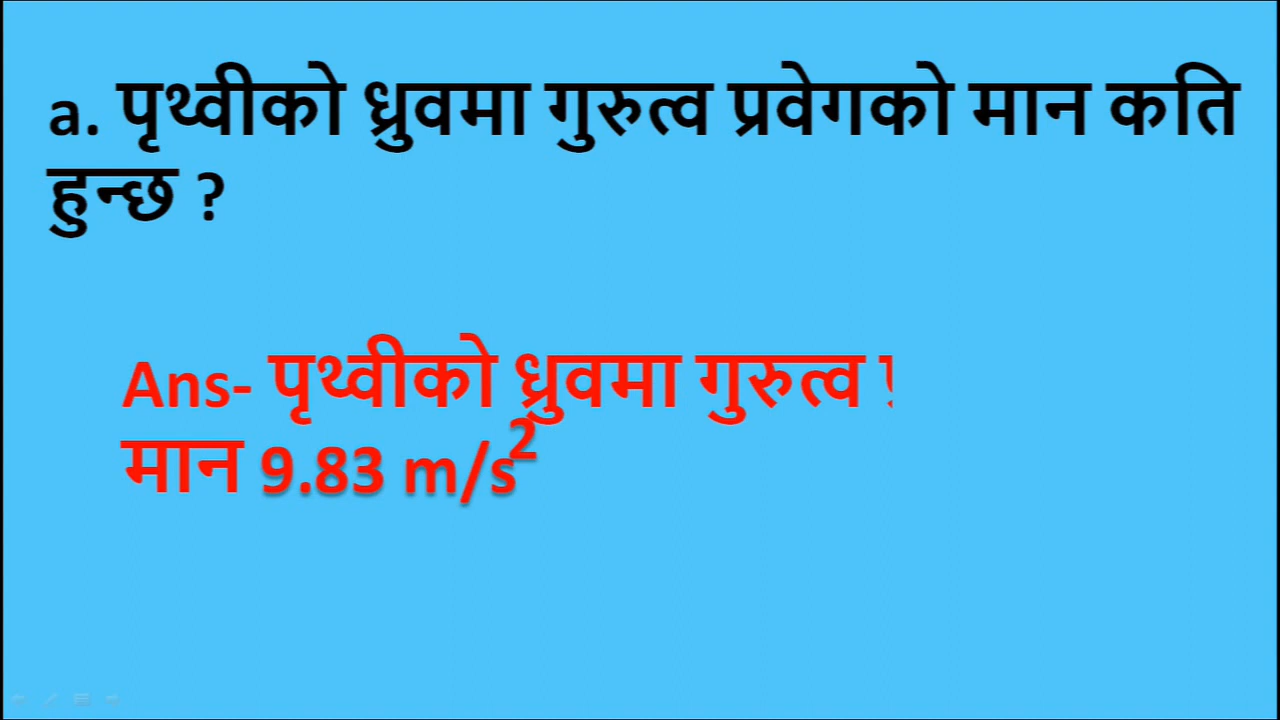 a. पृथ्वीको ध्रुवमा गुरुत्व प्रवेगको मान कति
हुन्छ ?
Ans- पृथ्वीको ध्रुवमा गुरुत्व
मान 9.83 m/s²